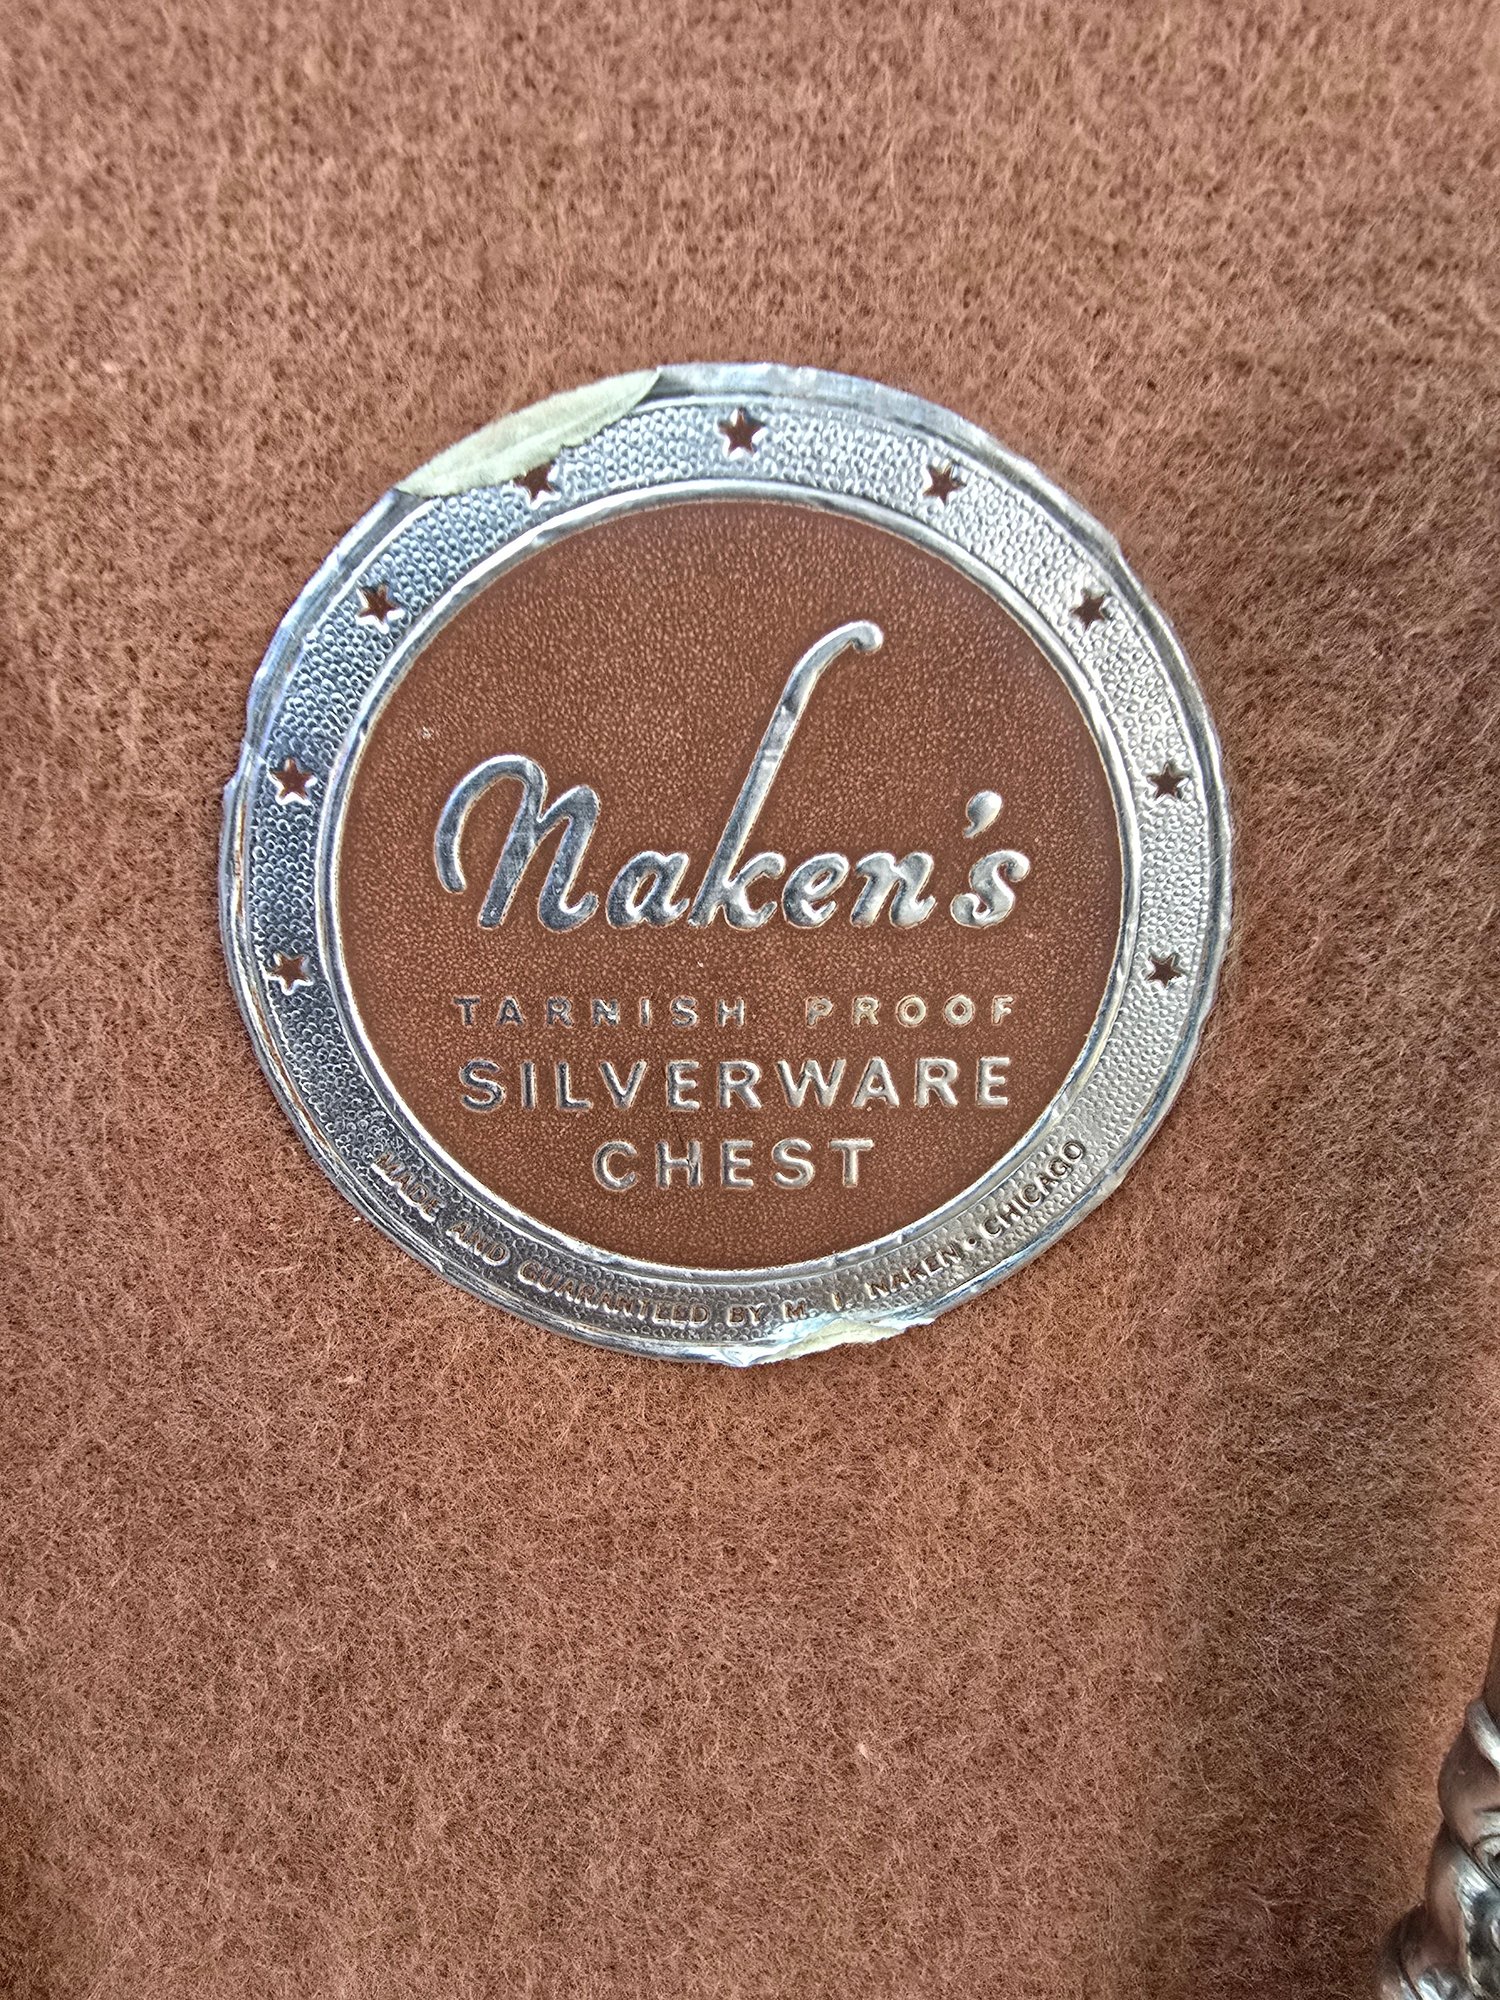 Naken's
TARNISH PROOF
SILVERWARE
CHEST
MADE AND GUARANTEED BY M. I. NAKEN • CHICAGO